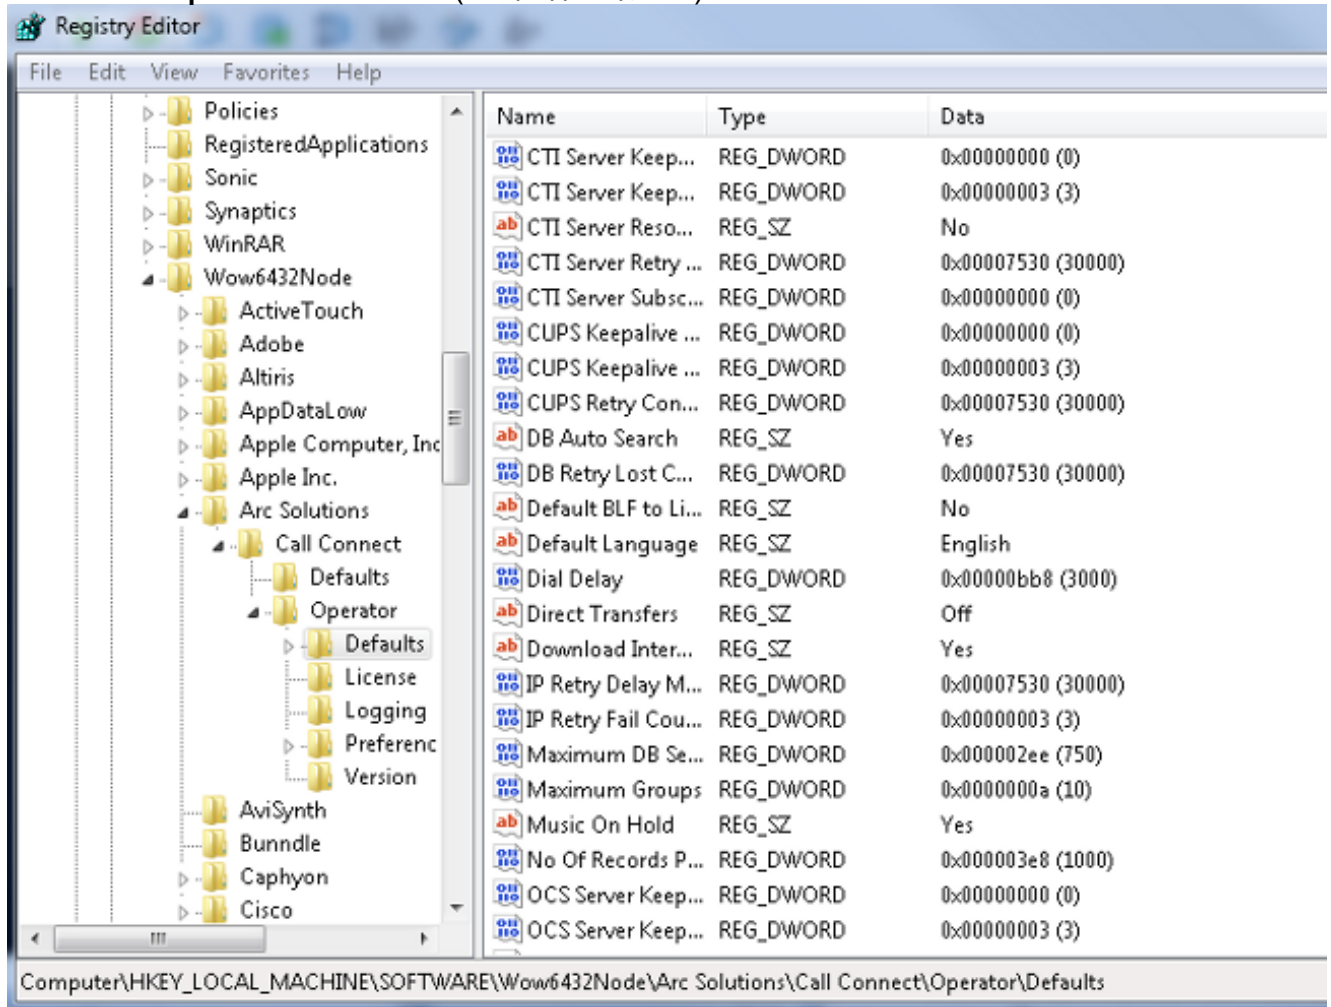 Registry Editor
File Edit View Favorites Help
Policies
RegisteredApplications
Sonic
Synaptics
WinRAR
Wow6432Node
ActiveTouch
Adobe
Altiris
AppDataLow
Apple Computer, Inc
Apple Inc.
Arc Solutions
Call Connect
Defaults
Operator
Defaults
License
Logging
Preferenc
Version
AviSynth
Bunndle
Caphyon
Cisco
Name Type Data
CTI Server Keep... REG_DWORD 0x00000000 (0)
CTI Server Keep... REG_DWORD 0x00000003 (3)
CTI Server Reso... REG_SZ No
CTI Server Retry ... REG_DWORD 0x00007530 (30000)
CTI Server Subsc... REG_DWORD 0x00000000 (0)
CUPS Keepalive ... REG_DWORD 0x00000000 (0)
CUPS Keepalive ... REG_DWORD 0x00000003 (3)
CUPS Retry Con... REG_DWORD 0x00007530 (30000)
DB Auto Search REG_SZ Yes
DB Retry Lost C... REG_DWORD 0x00007530 (30000)
Default BLF to Li... REG_SZ No
Default Language REG_SZ English
Dial Delay REG_DWORD 0x00000bb8 (3000)
Direct Transfers REG_SZ Off
Download Inter... REG_SZ Yes
IP Retry Delay M... REG_DWORD 0x00007530 (30000)
IP Retry Fail Cou... REG_DWORD 0x00000003 (3)
Maximum DB Se... REG_DWORD 0x000002ee (750)
Maximum Groups REG_DWORD 0x0000000a (10)
Music On Hold REG_SZ Yes
No Of Records P... REG_DWORD 0x000003e8 (1000)
OCS Server Keep... REG_DWORD 0x00000000 (0)
OCS Server Keep... REG_DWORD 0x00000003 (3)
Computer\HKEY_LOCAL_MACHINE\SOFTWARE\Wow6432Node\Arc Solutions\Call Connect\Operator\Defaults